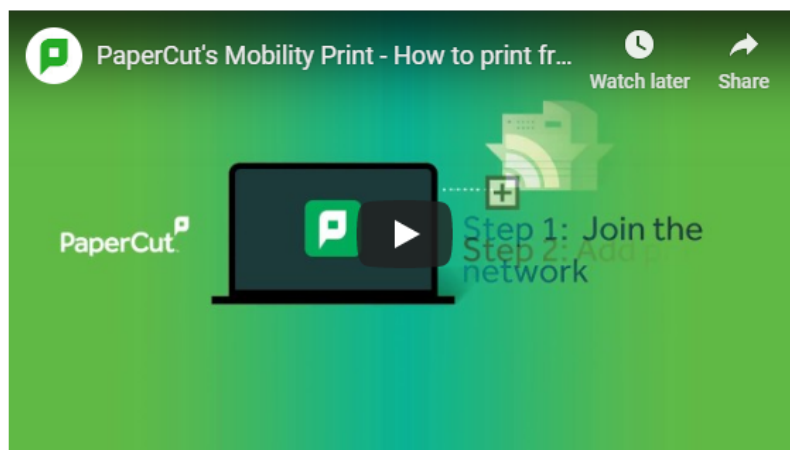 PaperCut's Mobility Print - How to print fr...
Watch later
Share
PaperCut
Step 1: Join the
Step 2: Add pr
network